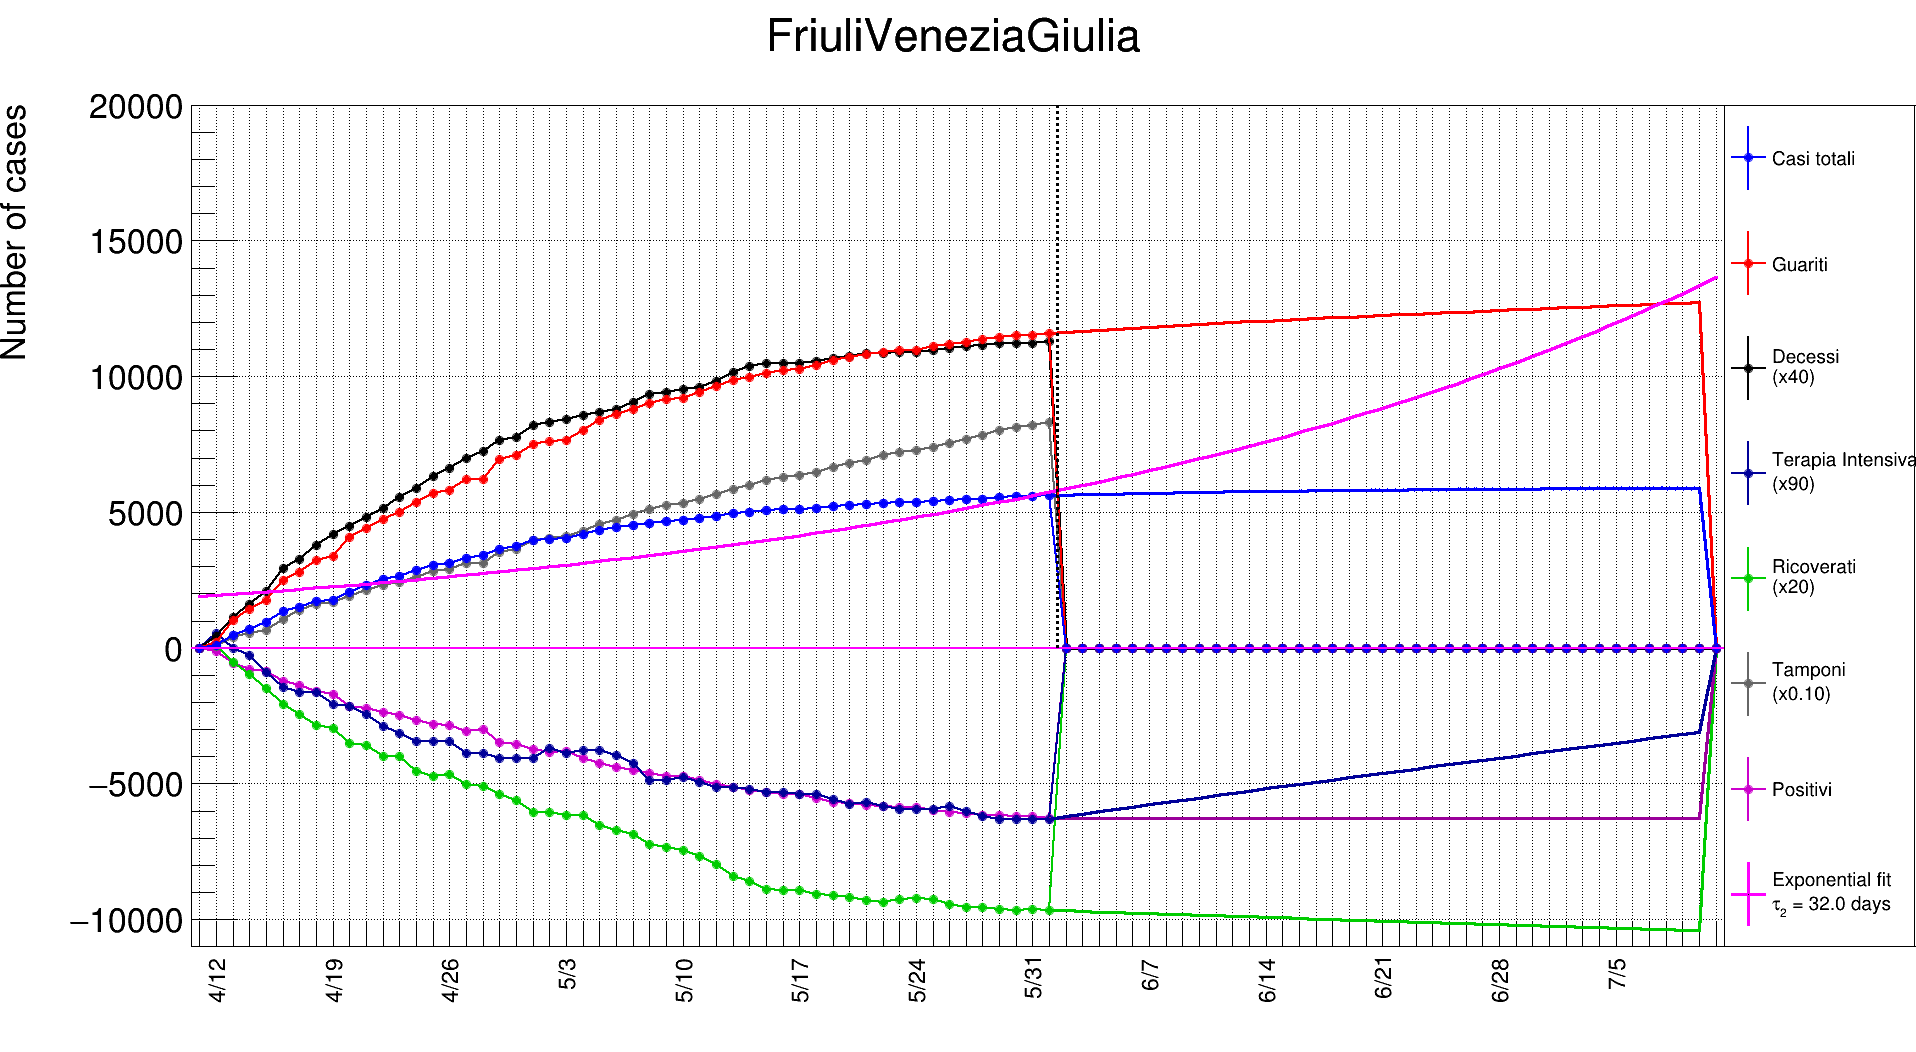 FriuliVeneziaGiulia
Number of cases
20000
15000
10000
5000
0
−5000
−10000
4/12
4/19
4/26
5/3
5/10
5/17
5/24
5/31
6/7
6/14
6/21
6/28
7/5
Casi totali
Guariti
Decessi
(x40)
Terapia Intensiva
(x90)
Ricoverati
(x20)
Tamponi
(x0.10)
Positivi
Exponential fit
τ2 = 32.0 days